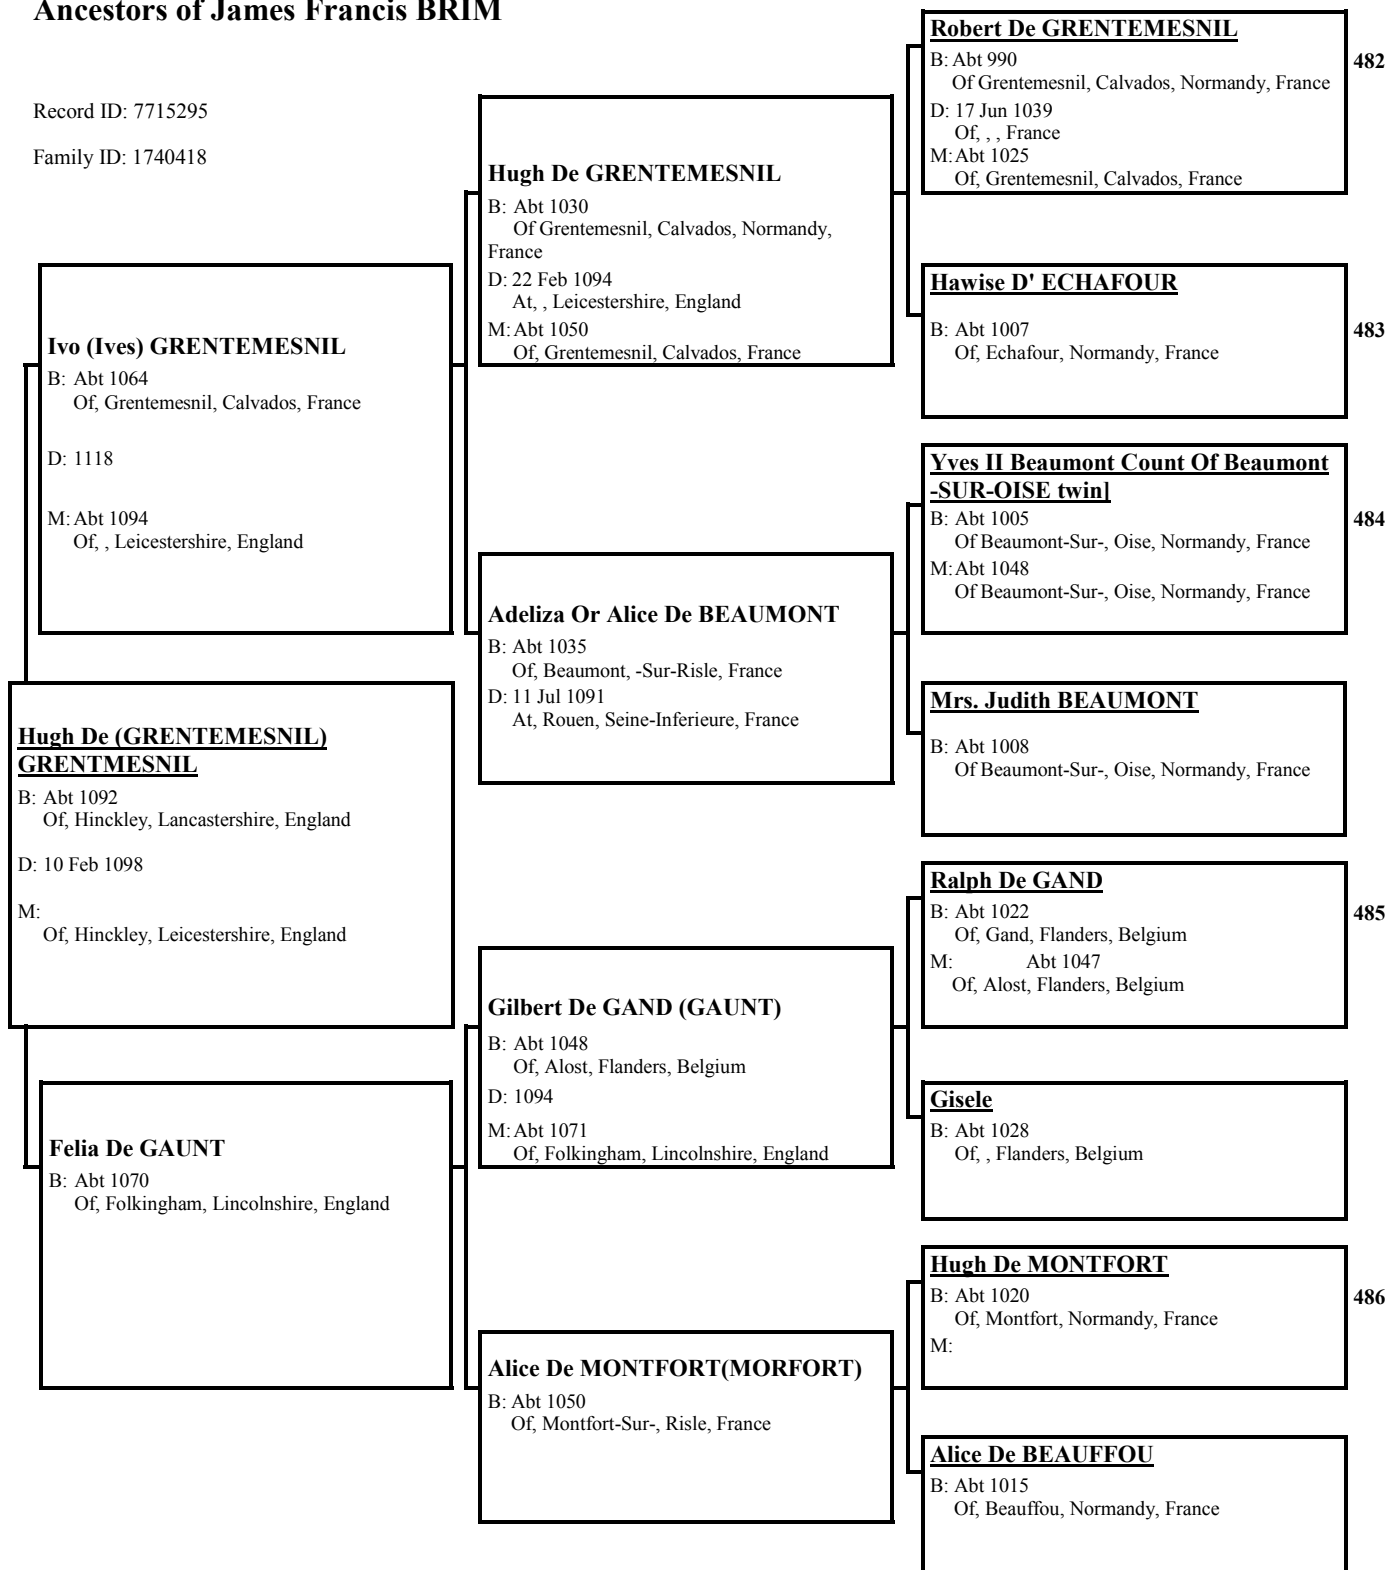 Ancestors of James Francis BRIM
Record ID: 7715295
Family ID: 1740418
Robert De GRENTEMESNIL
B: Abt 990
Of Grentemesnil, Calvados, Normandy, France
D: 17 Jun 1039
Of, , , France
M: Abt 1025
Of, Grentemesnil, Calvados, France
482
Hugh De GRENTEMESNIL
B: Abt 1030
Of Grentemesnil, Calvados, Normandy,
France
D: 22 Feb 1094
At, , Leicestershire, England
M: Abt 1050
Of, Grentemesnil, Calvados, France
Hawise D' ECHAFOUR
B: Abt 1007
Of, Echafour, Normandy, France
483
Ivo (Ives) GRENTEMESNIL
B: Abt 1064
Of, Grentemesnil, Calvados, France
D: 1118
M: Abt 1094
Of, , Leicestershire, England
Yves II Beaumont Count Of Beaumont
-SUR-OISE twin]
B: Abt 1005
Of Beaumont-Sur-, Oise, Normandy, France
M: Abt 1048
Of Beaumont-Sur-, Oise, Normandy, France
484
Adeliza Or Alice De BEAUMONT
B: Abt 1035
Of, Beaumont, -Sur-Risle, France
D: 11 Jul 1091
At, Rouen, Seine-Inferieure, France
Mrs. Judith BEAUMONT
B: Abt 1008
Of Beaumont-Sur-, Oise, Normandy, France
Hugh De (GRENTEMESNIL)
GRENTMESNIL
B: Abt 1092
Of, Hinckley, Lancastershire, England
D: 10 Feb 1098
M:
Of, Hinckley, Leicestershire, England
Ralph De GAND
B: Abt 1022
Of, Gand, Flanders, Belgium
M: Abt 1047
Of, Alost, Flanders, Belgium
485
Gilbert De GAND (GAUNT)
B: Abt 1048
Of, Alost, Flanders, Belgium
D: 1094
M: Abt 1071
Of, Folkingham, Lincolnshire, England
Gisele
B: Abt 1028
Of, , Flanders, Belgium
Felia De GAUNT
B: Abt 1070
Of, Folkingham, Lincolnshire, England
Hugh De MONTFORT
B: Abt 1020
Of, Montfort, Normandy, France
M:
486
Alice De MONTFORT(MORFORT)
B: Abt 1050
Of, Montfort-Sur-, Risle, France
Alice De BEAUFFOU
B: Abt 1015
Of, Beauffou, Normandy, France